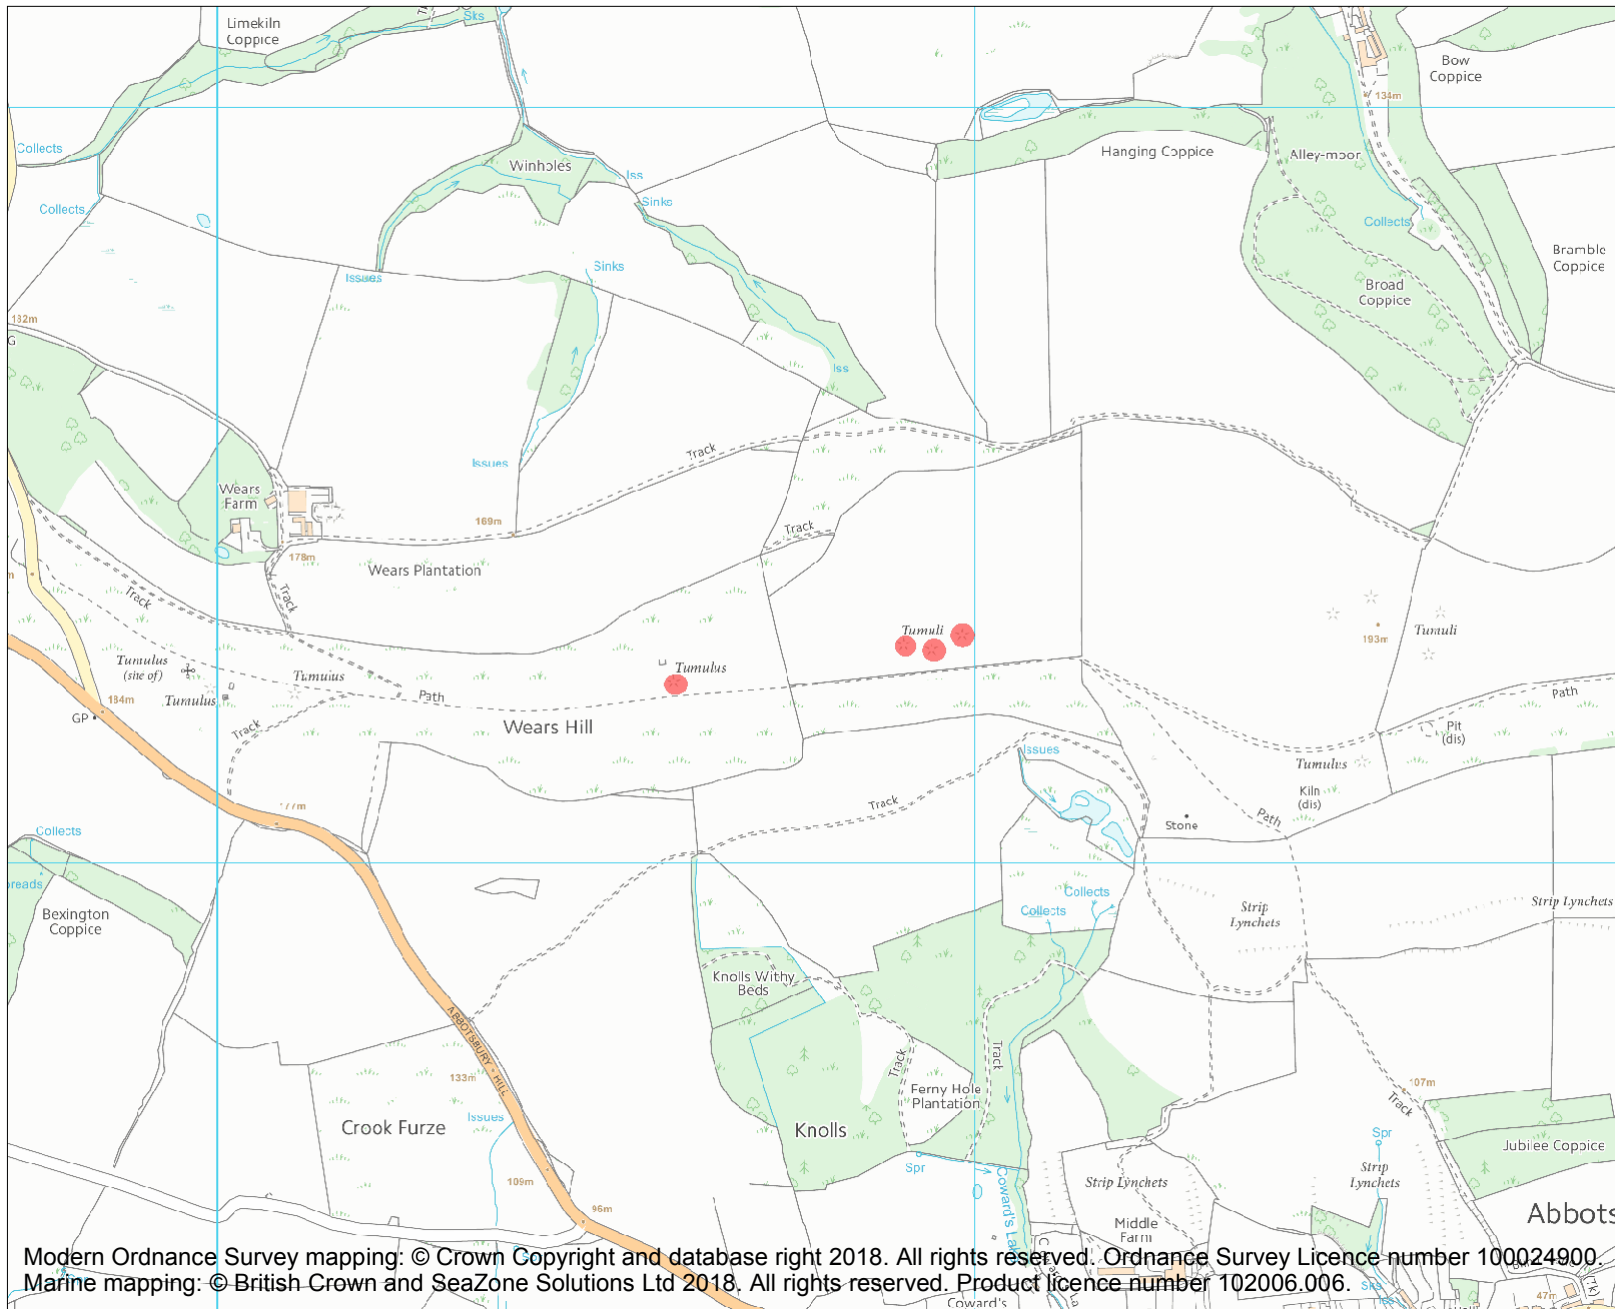 Limekiln
Coppice
Sks
Bow
Coppice
134m
Collects
Winholes
Hanging Coppice
Alley-moor
Iss
Collects
Sinks
Collects
Bramble
Coppice
Issues
Sinks
Broad
Coppice
132m
G
Iss
Track
Issues
Wears
Farm
169m
Track
178m
Wears Plantation
Track
Track
Tumuli
193m
Tumuli
Tumulus
(site of)
Tumulus
Tumulus
Tumulus
Path
184m
GP
Track
Wears Hill
Path
Pit
(dis)
Issues
Tumulus
Kiln
(dis)
177m
Track
Path
Stone
Collects
Collects
Collects
Bexington
Coppice
Strip
Lynchets
Strip Lynchets
Knolls Withy
Beds
ABBOTSBURY HILL
Track
Track
133m
Ferny Hole
Plantation
107m
Track
Issues
Crook Furze
Knolls
Spr
Jubilee Coppice
Spr
109m
Strip Lynchets
Strip
Lynchets
96m
Coward's
Abbots
Middle
Farm
Modern Ordnance Survey mapping: © Crown Copyright and database right 2018. All rights reserved. Ordnance Survey Licence number 100024900.
Marine mapping: © British Crown and SeaZone Solutions Ltd 2018. All rights reserved. Product licence number 102006.006.
Sks
Iss
47m
Coward's